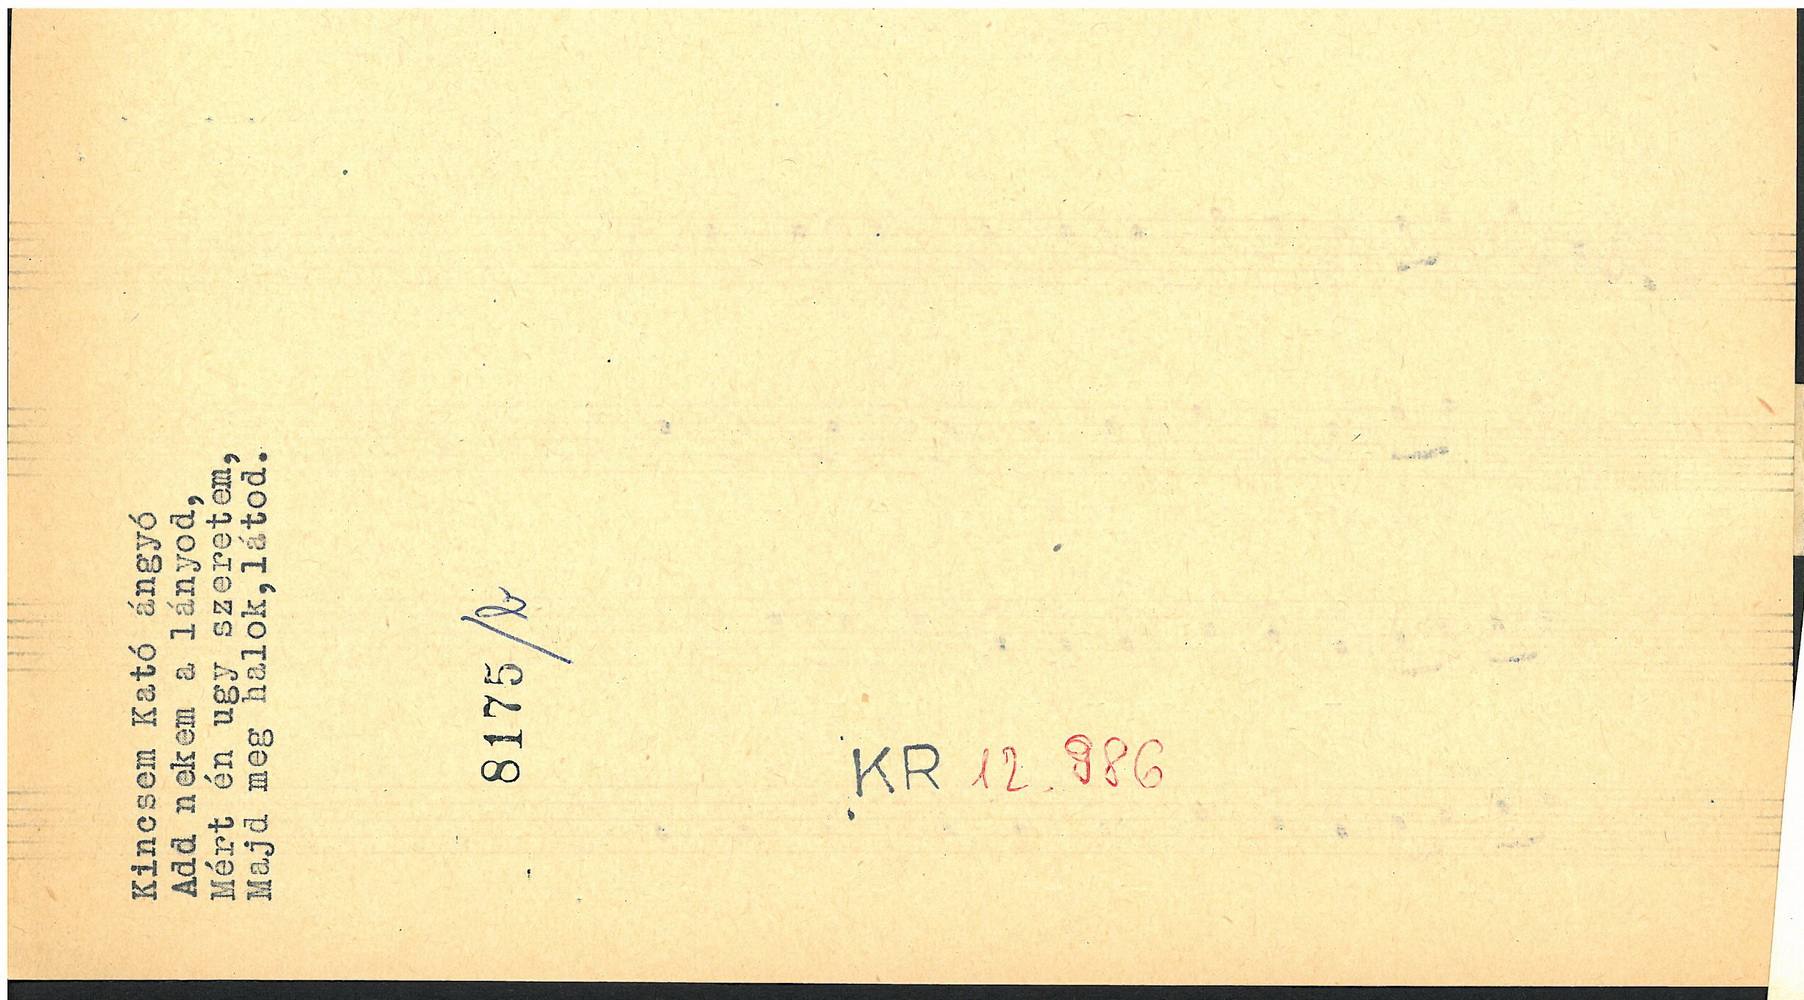 Kincsem Kató ángyó
Add nekem a lányod,
Mért én ugy szeretem,
Majd meg halok,látod.
8175/b
KR 12.986